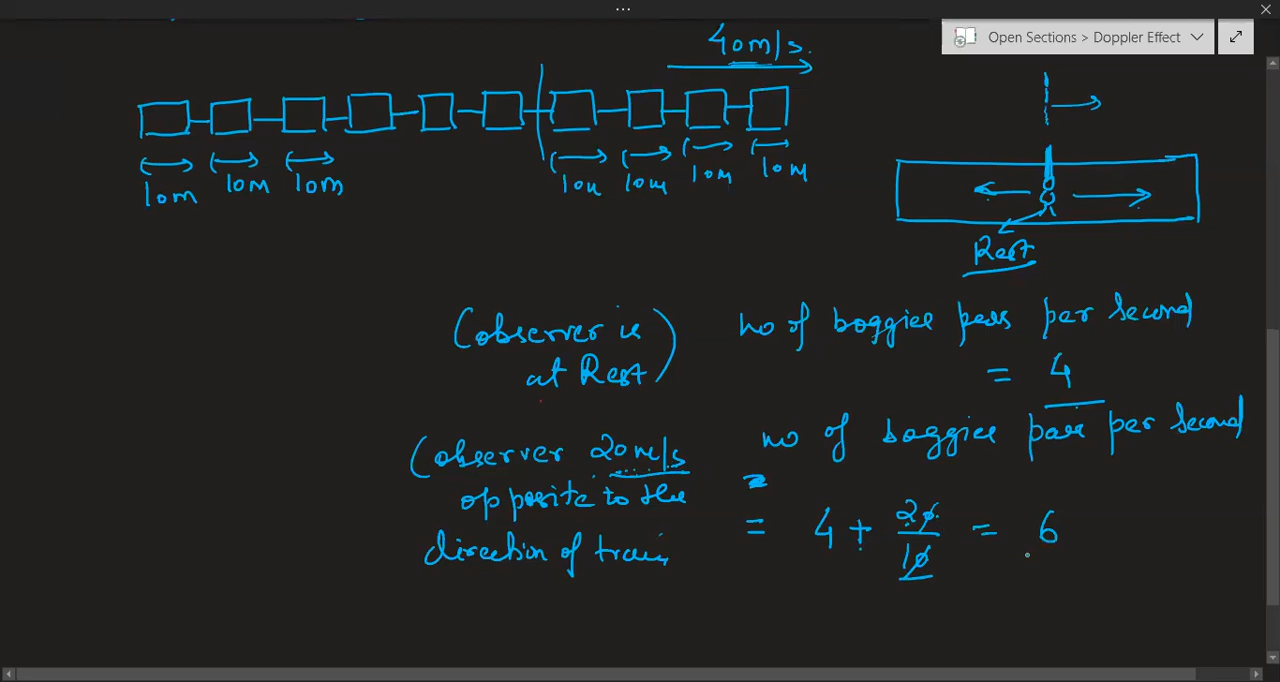 Open Sections > Doppler Effect
40m/s.
10m 10m 10m 10m 10m 10m 10m
Rest
(observer is at Rest)
no of boggies pass per second
= 4
(observer 20m/s opposite to the direction of train
no of boggies pass per second
= 4 + 20/10 = 6